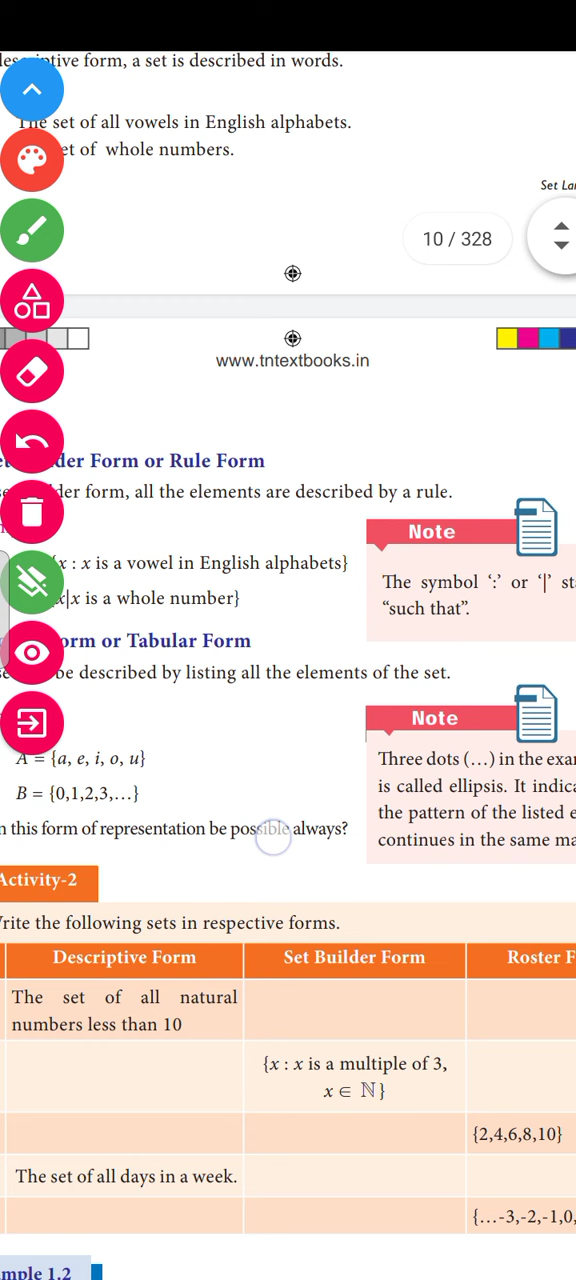 descriptive form, a set is described in words.
The set of all vowels in English alphabets.
et of whole numbers.
Set La
10 / 328
www.tntextbooks.in
der Form or Rule Form
der form, all the elements are described by a rule.
Note
x : x is a vowel in English alphabets}
The symbol ‘:’ or ‘|’ st
x|x is a whole number}
“such that”.
orm or Tabular Form
be described by listing all the elements of the set.
Note
A = {a, e, i, o, u}
Three dots (…) in the exa
is called ellipsis. It indica
B = {0,1,2,3,…}
the pattern of the listed e
n this form of representation be possible always?
continues in the same ma
Activity-2
Write the following sets in respective forms.
Descriptive Form Set Builder Form Roster F
The set of all natural
numbers less than 10
{x : x is a multiple of 3,
x ∈ ℕ}
{2,4,6,8,10}
The set of all days in a week.
{…-3,-2,-1,0,
mple 1.2